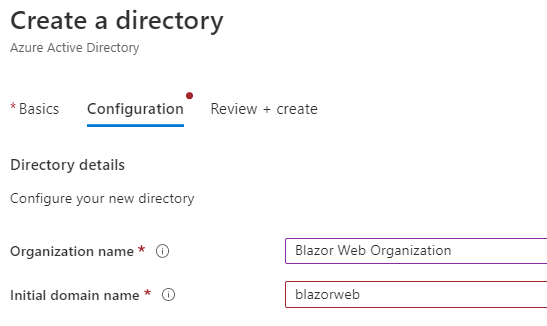 Create a directory
Azure Active Directory
* Basics Configuration Review + create
Directory details
Configure your new directory
Organization name * Blazor Web Organization
Initial domain name * blazorweb